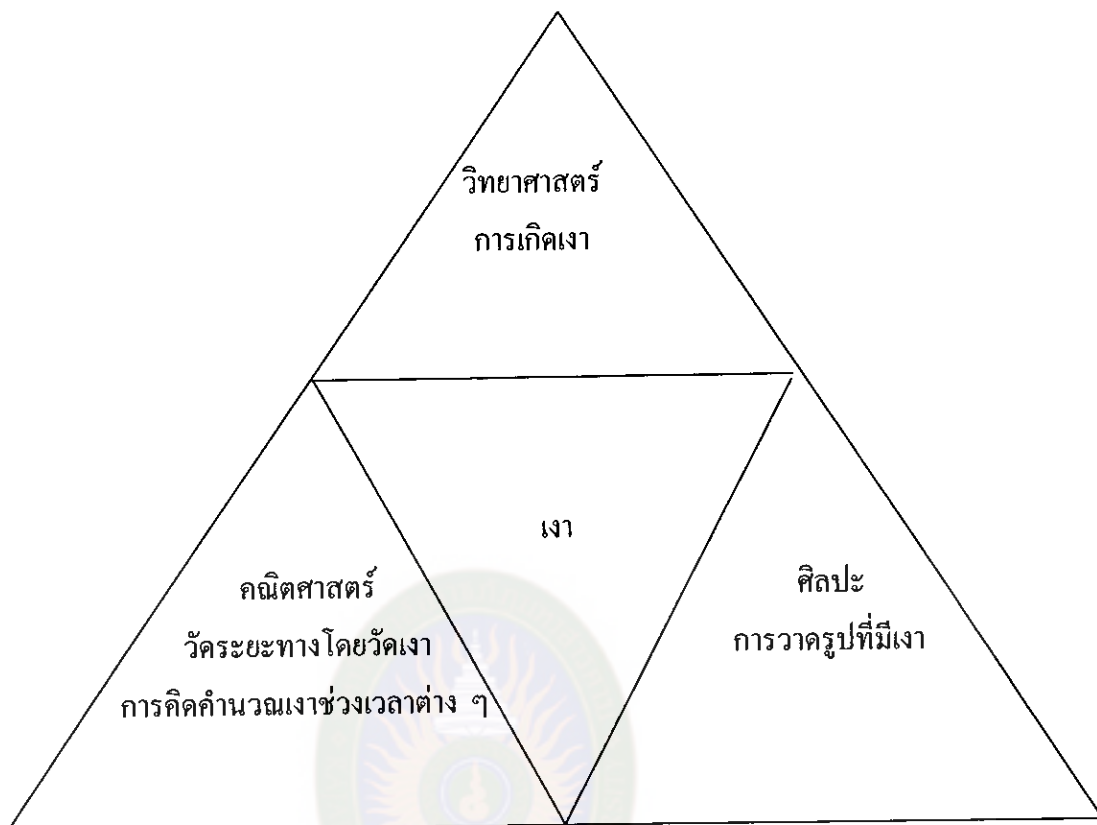 วิทยาศาสตร์
การเกิดเงา
เงา
คณิตศาสตร์
วัดระยะทางโดยวัดเงา
การคิดคำนวณเงาช่วงเวลาต่าง ๆ
ศิลปะ
การวาดรูปที่มีเงา